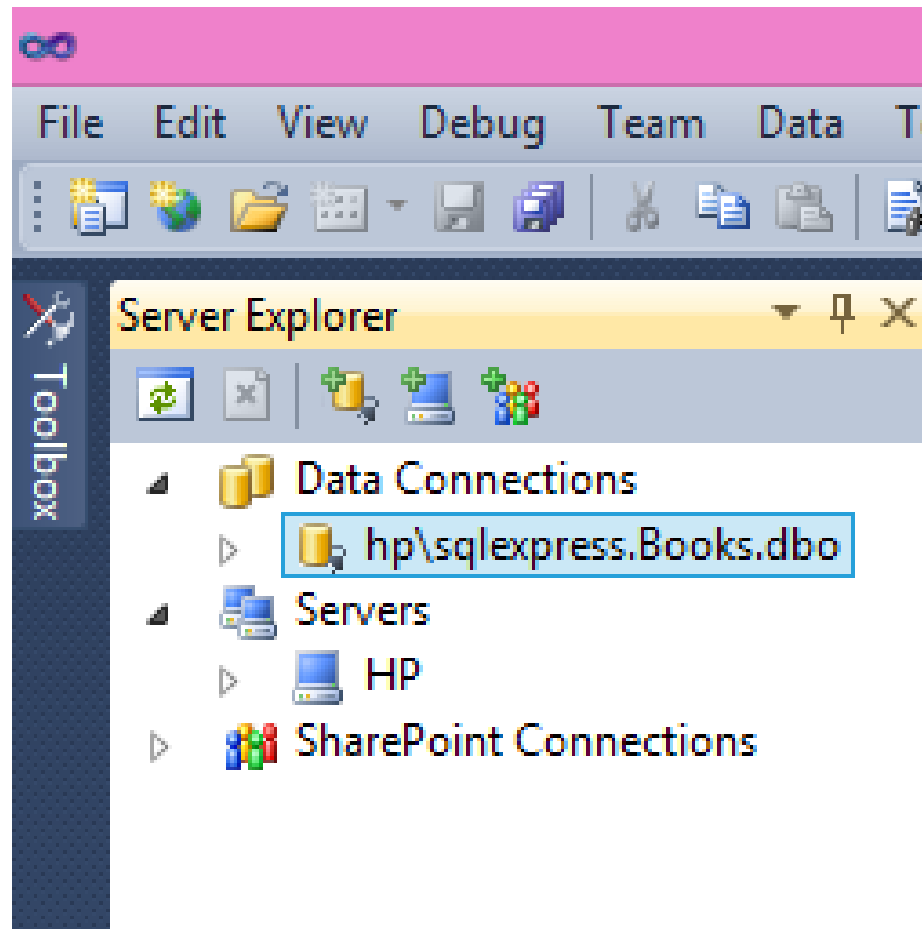 File Edit View Debug Team Data
Server Explorer
Toolbox
Data Connections
hp\sqlexpress.Books.dbo
Servers
HP
SharePoint Connections